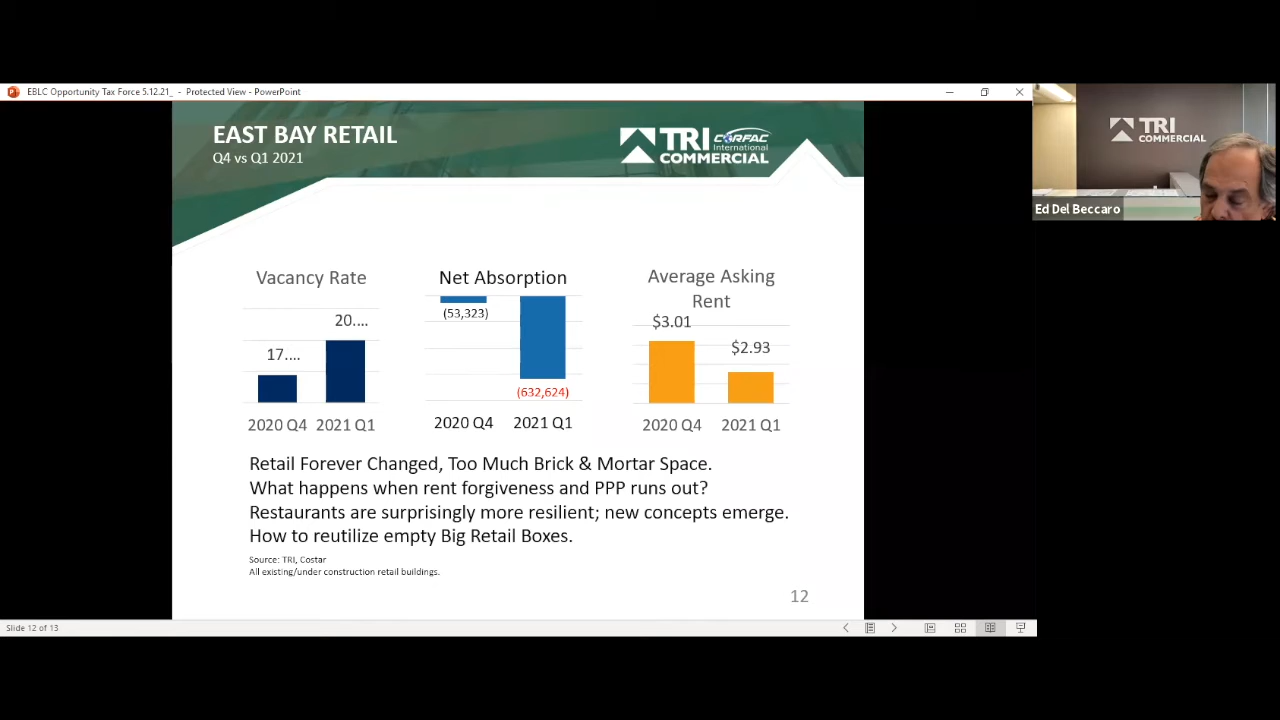 EBLC Opportunity Tax Force 5.12.21_ - Protected View - PowerPoint
EAST BAY RETAIL
Q4 vs Q1 2021
TRI CORFAC
International
COMMERCIAL
TRI
COMMERCIAL
Ed Del Beccaro
Vacancy Rate
20....
17....
2020 Q4 2021 Q1
Net Absorption
(53,323)
(632,624)
2020 Q4 2021 Q1
Average Asking
Rent
$3.01
$2.93
2020 Q4 2021 Q1
Retail Forever Changed, Too Much Brick & Mortar Space.
What happens when rent forgiveness and PPP runs out?
Restaurants are surprisingly more resilient; new concepts emerge.
How to reutilize empty Big Retail Boxes.
Source: TRI, Costar
All existing/under construction retail buildings.
12
Slide 12 of 13